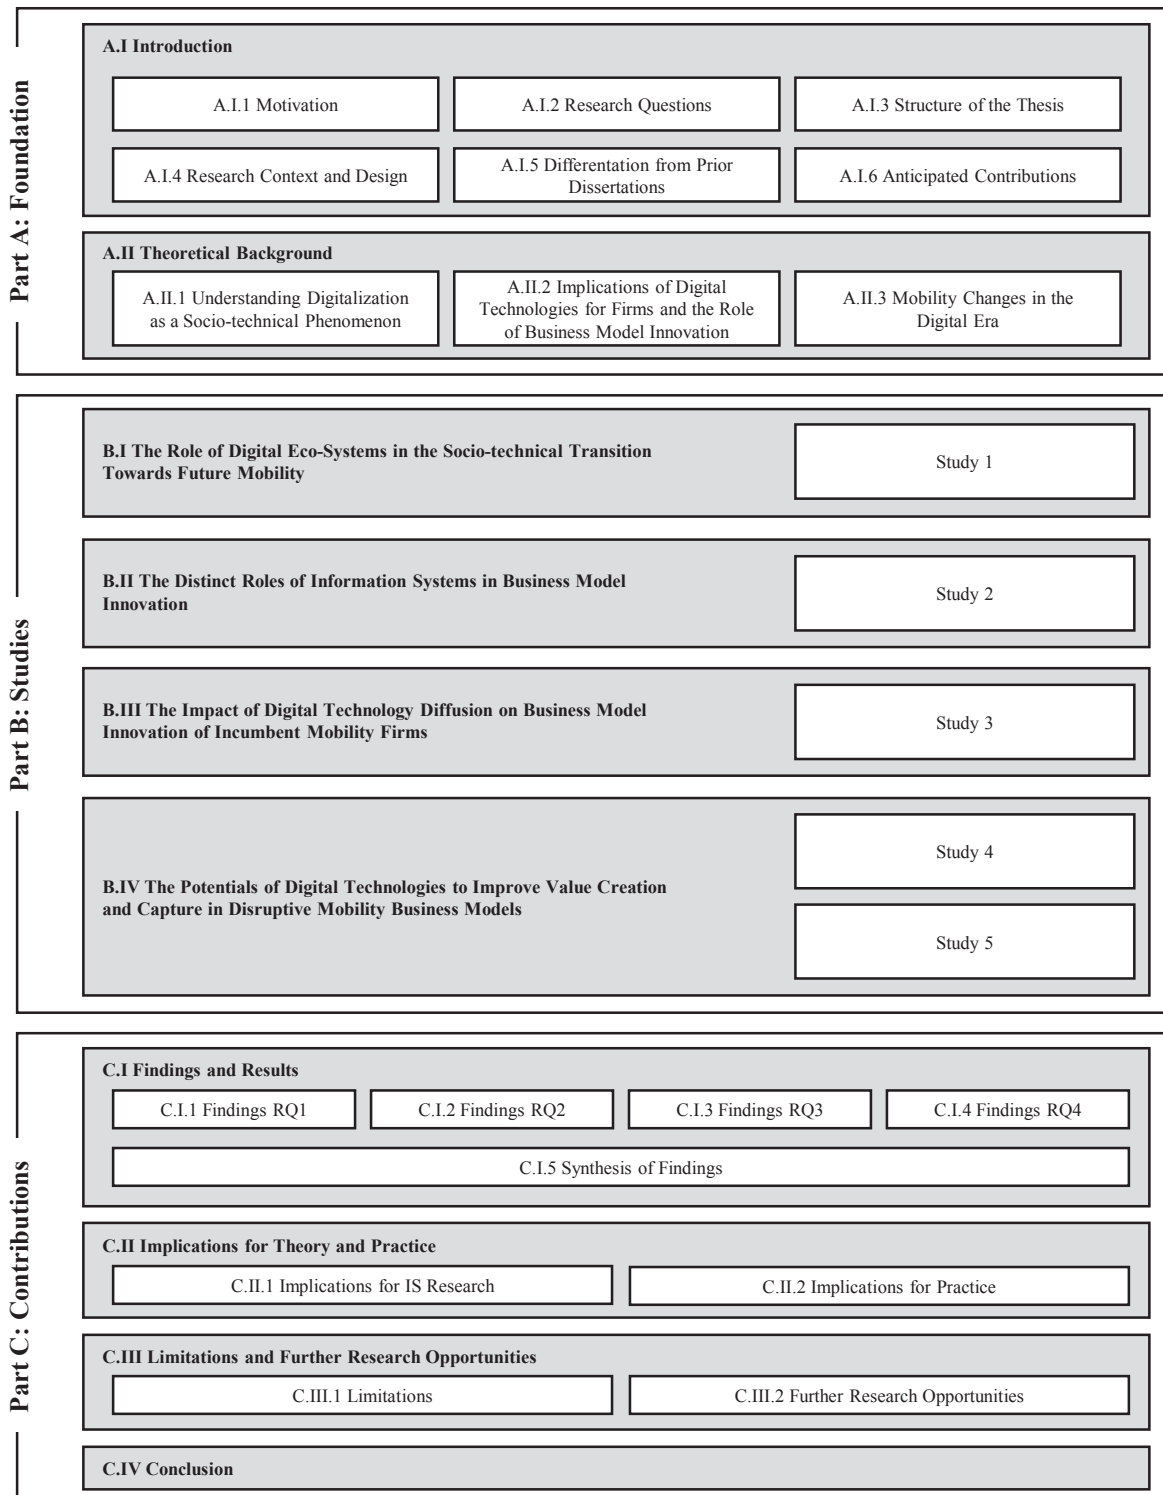 Part A: Foundation
A.I Introduction
A.I.1 Motivation
A.I.2 Research Questions
A.I.3 Structure of the Thesis
A.I.4 Research Context and Design
A.I.5 Differentation from Prior
Dissertations
A.I.6 Anticipated Contributions
A.II Theoretical Background
A.II.1 Understanding Digitalization
as a Socio-technical Phenomenon
A.II.2 Implications of Digital
Technologies for Firms and the Role
of Business Model Innovation
A.II.3 Mobility Changes in the
Digital Era
Part B: Studies
B.I The Role of Digital Eco-Systems in the Socio-technical Transition
Towards Future Mobility
Study 1
B.II The Distinct Roles of Information Systems in Business Model
Innovation
Study 2
B.III The Impact of Digital Technology Diffusion on Business Model
Innovation of Incumbent Mobility Firms
Study 3
B.IV The Potentials of Digital Technologies to Improve Value Creation
and Capture in Disruptive Mobility Business Models
Study 4
Study 5
Part C: Contributions
C.I Findings and Results
C.I.1 Findings RQ1
C.I.2 Findings RQ2
C.I.3 Findings RQ3
C.I.4 Findings RQ4
C.I.5 Synthesis of Findings
C.II Implications for Theory and Practice
C.II.1 Implications for IS Research
C.II.2 Implications for Practice
C.III Limitations and Further Research Opportunities
C.III.1 Limitations
C.III.2 Further Research Opportunities
C.IV Conclusion